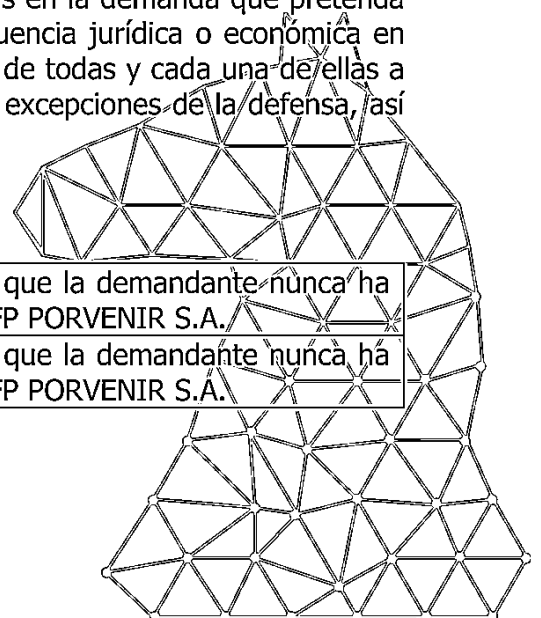 s en la demanda que pretenda
uencia jurídica o económica en
de todas y cada una de ellas a
excepciones de la defensa, así
que la demandante nunca ha
FP PORVENIR S.A.
que la demandante nunca ha
FP PORVENIR S.A.